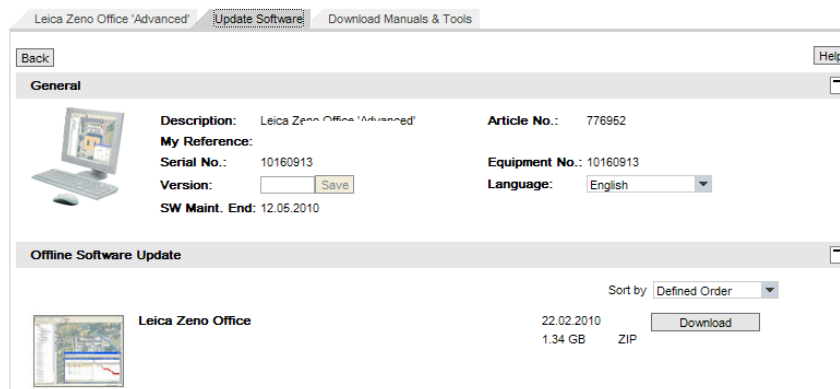 Leica Zeno Office 'Advanced' Update Software Download Manuals & Tools
Back Help
General
Description: Leica Zeno Office 'Advanced' Article No.: 776952
My Reference:
Serial No.: 10160913 Equipment No.: 10160913
Version: Save Language: English
SW Maint. End: 12.05.2010
Offline Software Update
Sort by Defined Order
Leica Zeno Office 22.02.2010 Download
1.34 GB ZIP